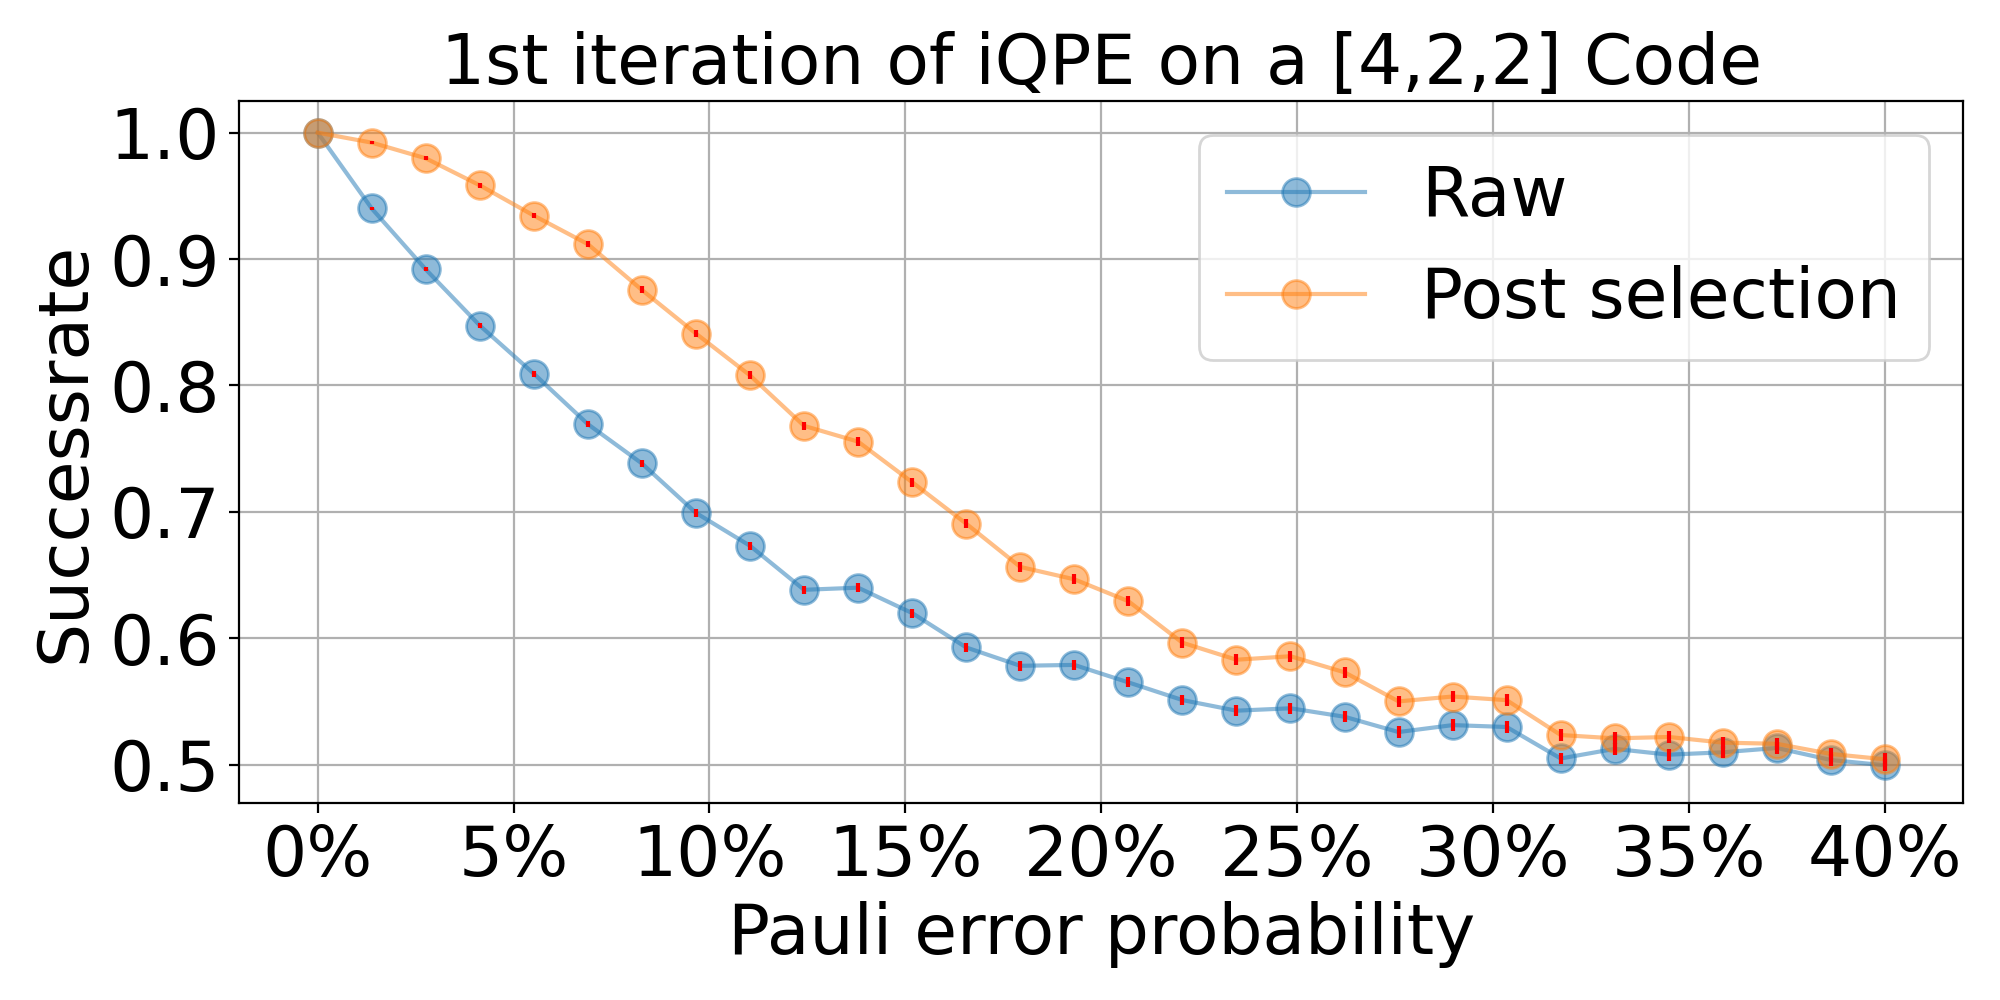 1st iteration of iQPE on a [4,2,2] Code
1.0
0.9
0.8
0.7
0.6
0.5
Successrate
Raw
Post selection
0% 5% 10% 15% 20% 25% 30% 35% 40%
Pauli error probability